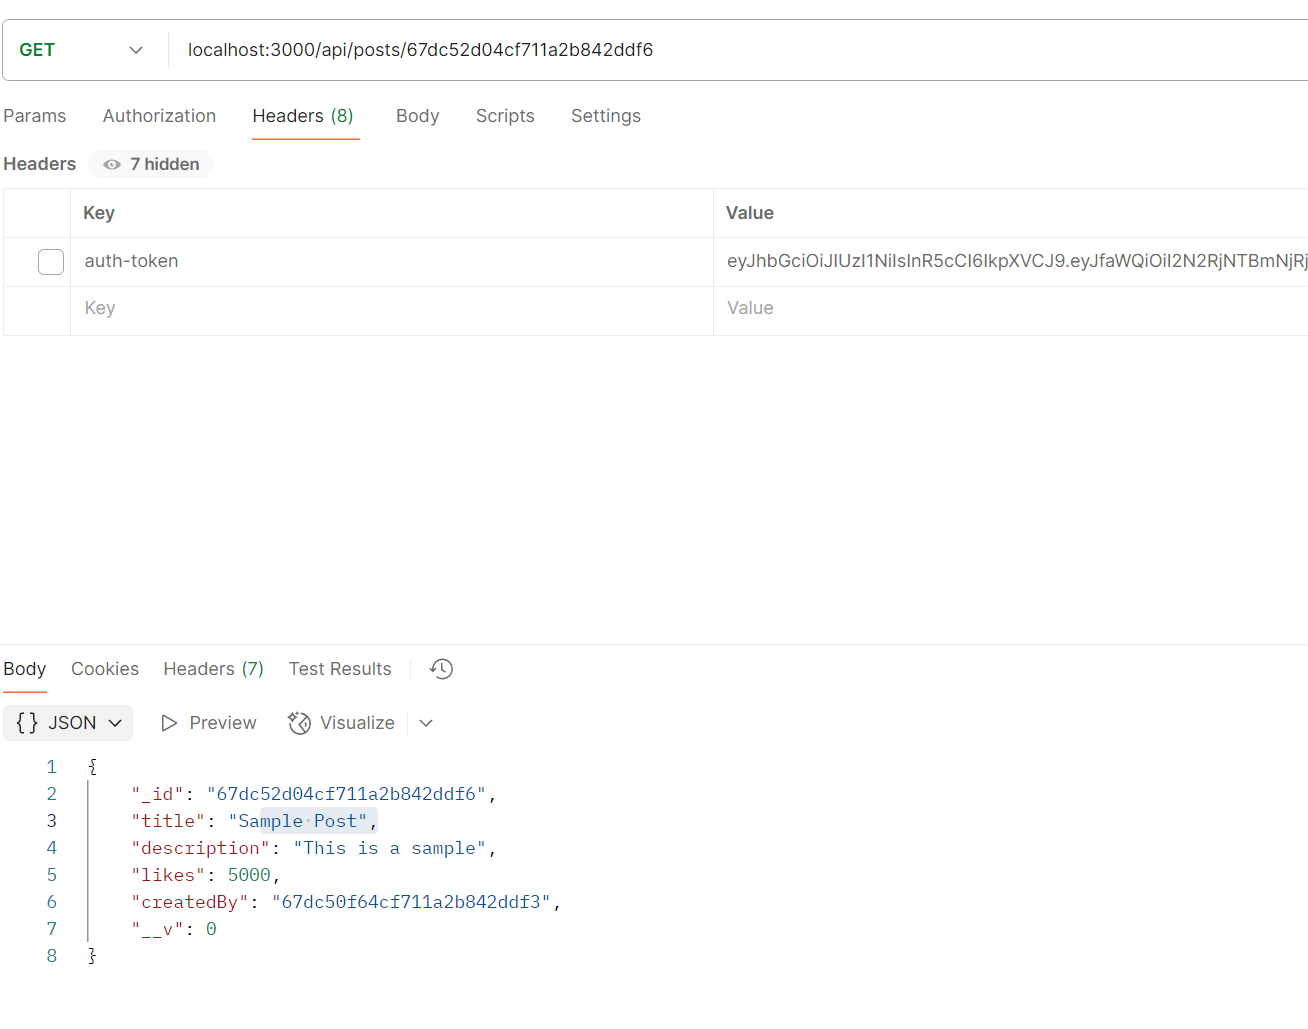 GET localhost:3000/api/posts/67dc52d04cf711a2b842ddf6
Params Authorization Headers (8) Body Scripts Settings
Headers 7 hidden
Key Value
auth-token eyJhbGciOiJIUzI1NiIsInR5cCI6IkpXVCJ9.eyJfaWQiOiI2N2RjNTBmNjRj
Key Value
Body Cookies Headers (7) Test Results
{} JSON Preview Visualize
1 {
2 "_id": "67dc52d04cf711a2b842ddf6",
3 "title": "Sample Post",
4 "description": "This is a sample",
5 "likes": 5000,
6 "createdBy": "67dc50f64cf711a2b842ddf3",
7 "__v": 0
8 }